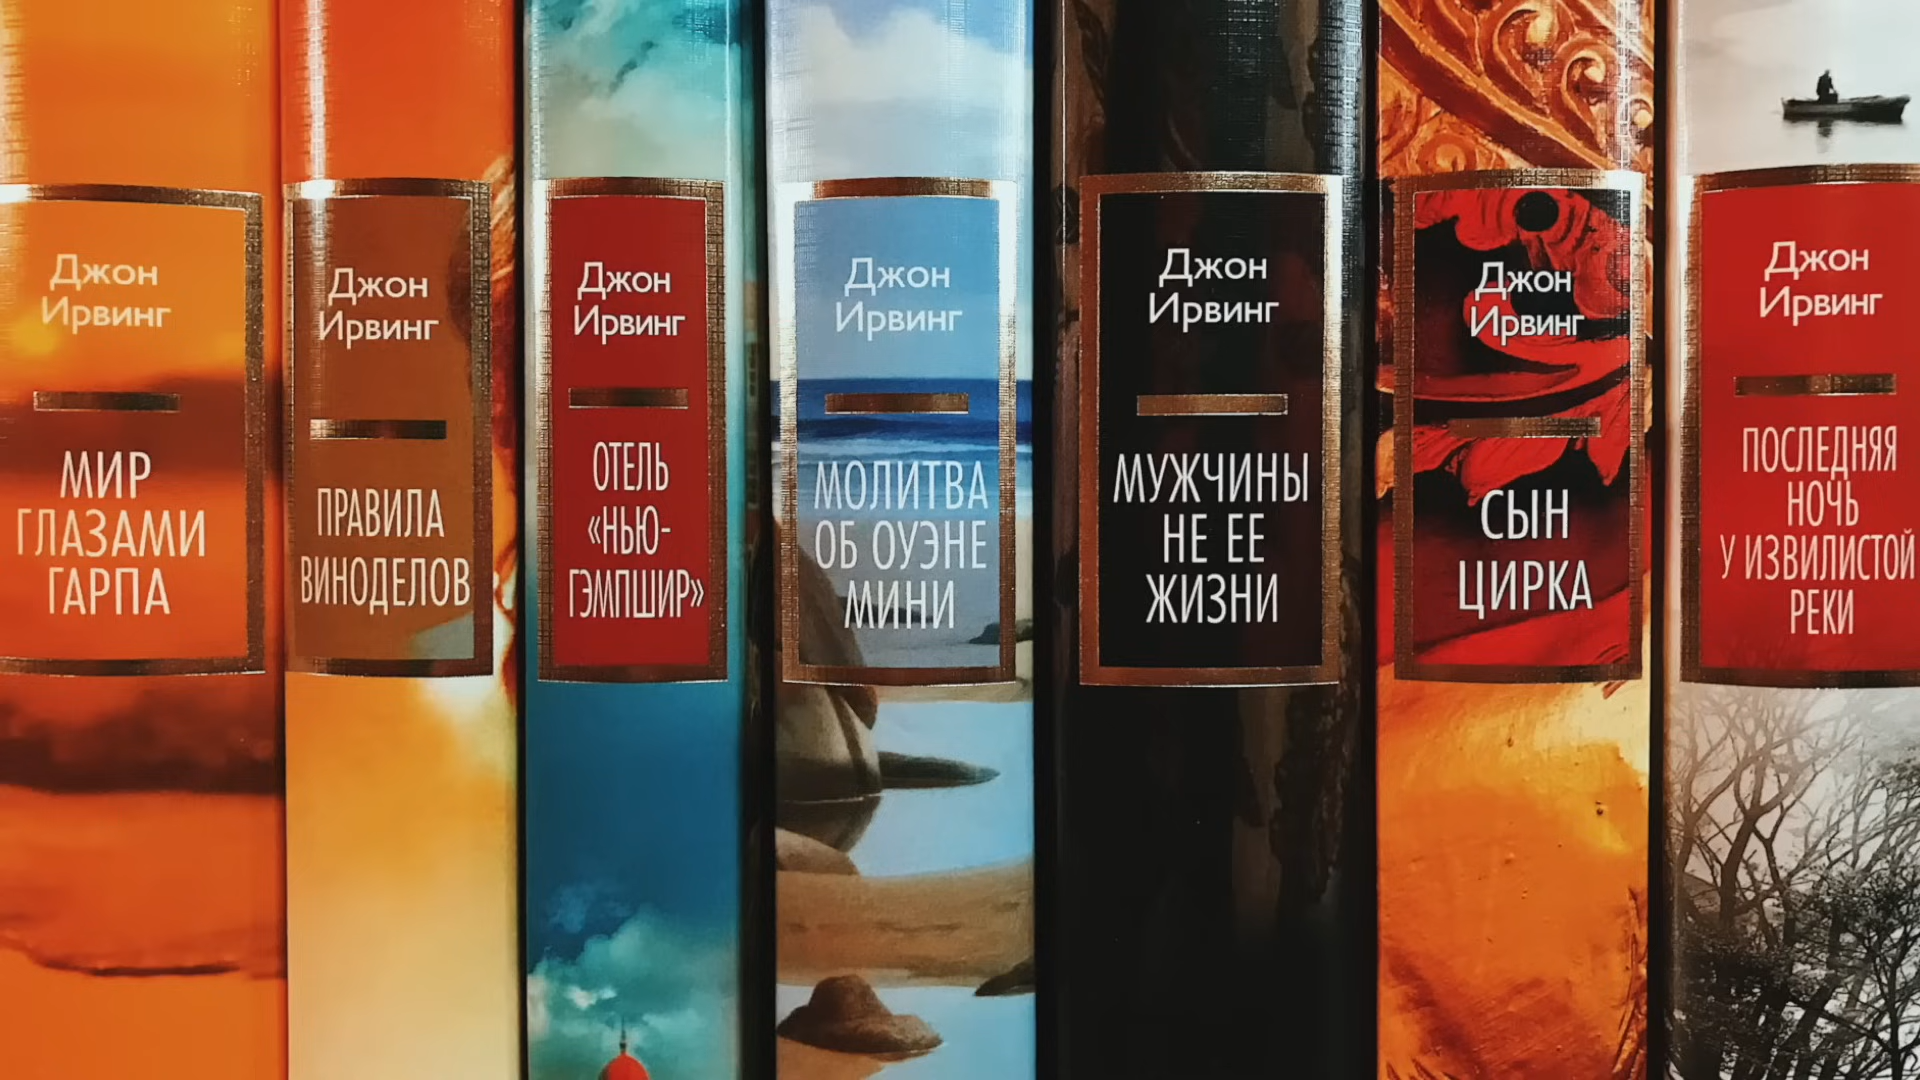 Джон
Ирвинг
МИР
ГЛАЗАМИ
ГАРПА
Джон
Ирвинг
ПРАВИЛА
ВИНОДЕЛОВ
Джон
Ирвинг
ОТЕЛЬ
«НЬЮ-
ГЭМПШИР»
Джон
Ирвинг
МОЛИТВА
ОБ ОУЭНЕ
МИНИ
Джон
Ирвинг
МУЖЧИНЫ
НЕ ЕЕ
ЖИЗНИ
Джон
Ирвинг
СЫН
ЦИРКА
Джон
Ирвинг
ПОСЛЕДНЯЯ
НОЧЬ
У ИЗВИЛИСТОЙ
РЕКИ